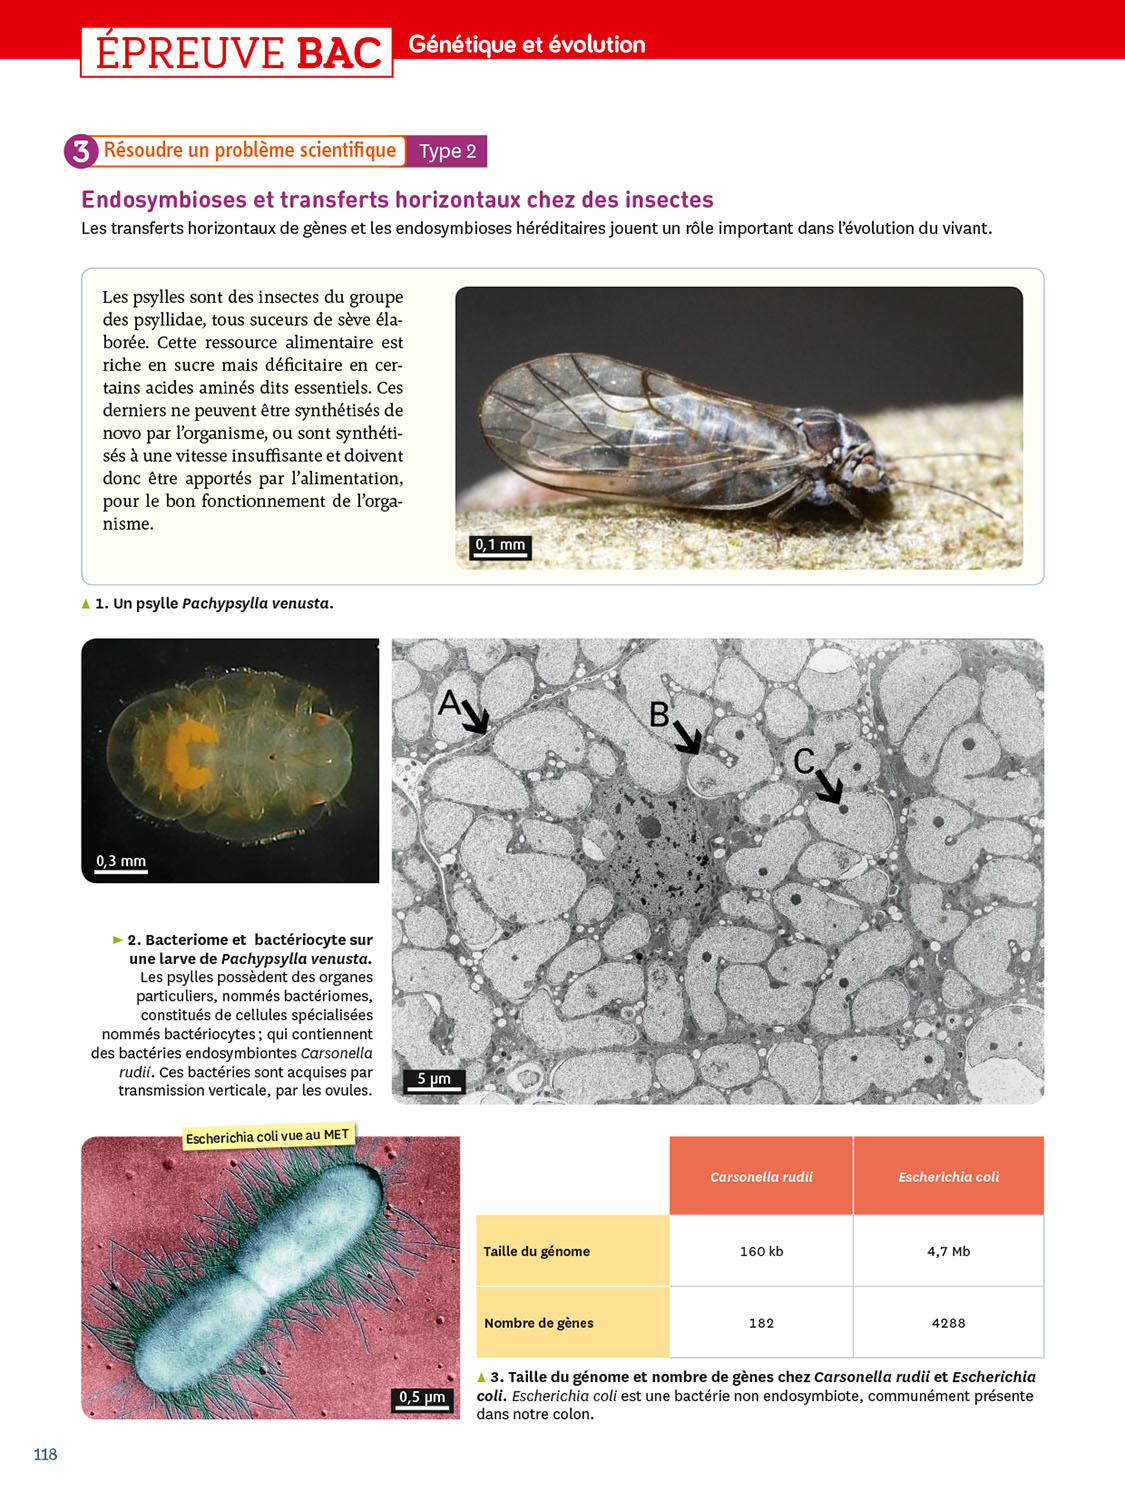 ÉPREUVE BAC Génétique et évolution
3 Résoudre un problème scientifique Type 2
Endosymbioses et transferts horizontaux chez des insectes
Les transferts horizontaux de gènes et les endosymbioses héréditaires jouent un rôle important dans l'évolution du vivant.
Les psylles sont des insectes du groupe
des psyllidae, tous suceurs de sève éla-
borée. Cette ressource alimentaire est
riche en sucre mais déficitaire en cer-
tains acides aminés dits essentiels. Ces
derniers ne peuvent être synthétisés de
novo par l'organisme, ou sont synthéti-
sés à une vitesse insuffisante et doivent
donc être apportés par l'alimentation,
pour le bon fonctionnement de l'orga-
nisme.
0,1 mm
▲ 1. Un psylle Pachypsylla venusta.
0,3 mm
A
B
C
5 µm
► 2. Bacteriome et bactériocyte sur
une larve de Pachypsylla venusta.
Les psylles possèdent des organes
particuliers, nommés bactériomes,
constitués de cellules spécialisées
nommés bactériocytes ; qui contiennent
des bactéries endosymbiontes Carsonella
rudii. Ces bactéries sont acquises par
transmission verticale, par les ovules.
Escherichia coli vue au MET
0,5 µm
Carsonella rudii Escherichia coli
Taille du génome 160 kb 4,7 Mb
Nombre de gènes 182 4288
▲ 3. Taille du génome et nombre de gènes chez Carsonella rudii et Escherichia
coli. Escherichia coli est une bactérie non endosymbiote, communément présente
dans notre colon.
118